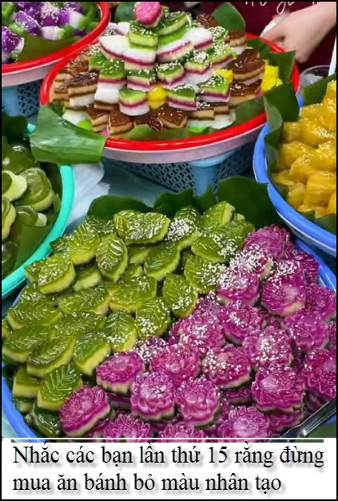 Nhắc các bạn lần thứ 15 rằng đừng
mua ăn bánh bỏ màu nhân tạo